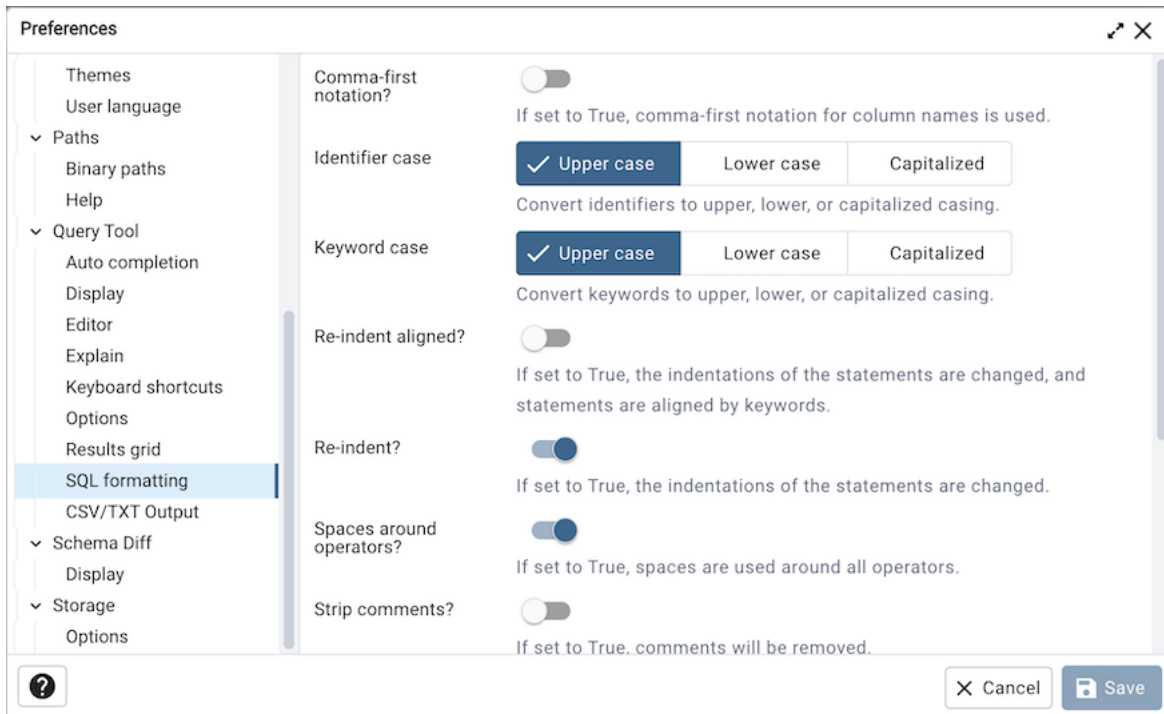 Preferences
Themes
User language
Paths
Binary paths
Help
Query Tool
Auto completion
Display
Editor
Explain
Keyboard shortcuts
Options
Results grid
SQL formatting
CSV/TXT Output
Schema Diff
Display
Storage
Options
Comma-first
notation?
If set to True, comma-first notation for column names is used.
Identifier case
Upper case Lower case Capitalized
Convert identifiers to upper, lower, or capitalized casing.
Keyword case
Upper case Lower case Capitalized
Convert keywords to upper, lower, or capitalized casing.
Re-indent aligned?
If set to True, the indentations of the statements are changed, and
statements are aligned by keywords.
Re-indent?
If set to True, the indentations of the statements are changed.
Spaces around
operators?
If set to True, spaces are used around all operators.
Strip comments?
If set to True, comments will be removed.
?
Cancel Save